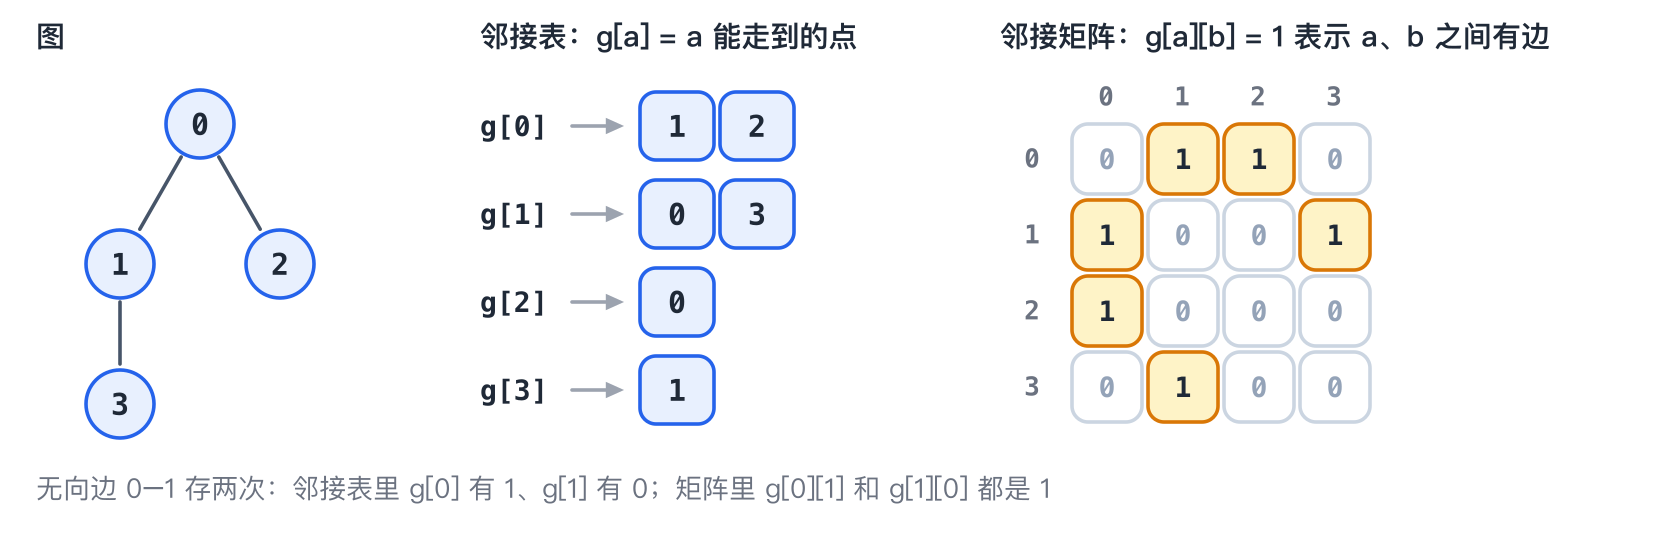 图
0
1
2
3
邻接表：g[a] = a 能走到的点
g[0] 1 2
g[1] 0 3
g[2] 0
g[3] 1
邻接矩阵：g[a][b] = 1 表示 a、b 之间有边
0 1 2 3
0 0 1 1 0
1 1 0 0 1
2 1 0 0 0
3 0 1 0 0
无向边 0—1 存两次：邻接表里 g[0] 有 1、g[1] 有 0；矩阵里 g[0][1] 和 g[1][0] 都是 1